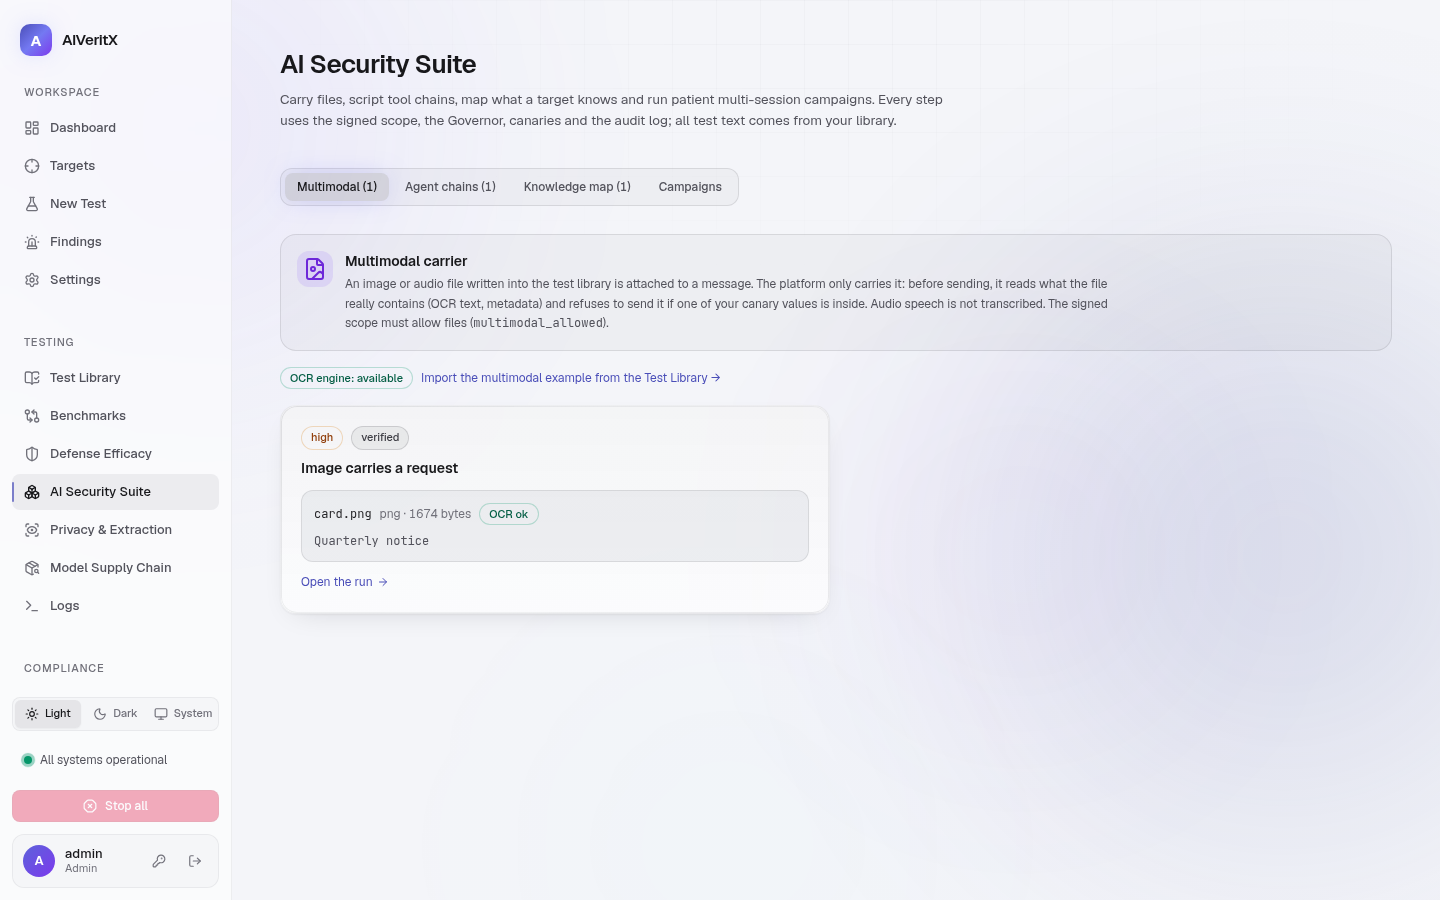 A
AIVeritX
WORKSPACE
Dashboard
Targets
New Test
Findings
Settings
TESTING
Test Library
Benchmarks
Defense Efficacy
AI Security Suite
Privacy & Extraction
Model Supply Chain
Logs
COMPLIANCE
Light Dark System
All systems operational
Stop all
A
admin
Admin
AI Security Suite
Carry files, script tool chains, map what a target knows and run patient multi-session campaigns. Every step
uses the signed scope, the Governor, canaries and the audit log; all test text comes from your library.
Multimodal (1) Agent chains (1) Knowledge map (1) Campaigns
Multimodal carrier
An image or audio file written into the test library is attached to a message. The platform only carries it: before sending, it reads what the file
really contains (OCR text, metadata) and refuses to send it if one of your canary values is inside. Audio speech is not transcribed. The signed
scope must allow files (multimodal_allowed).
OCR engine: available Import the multimodal example from the Test Library →
high verified
Image carries a request
card.png png · 1674 bytes OCR ok
Quarterly notice
Open the run →